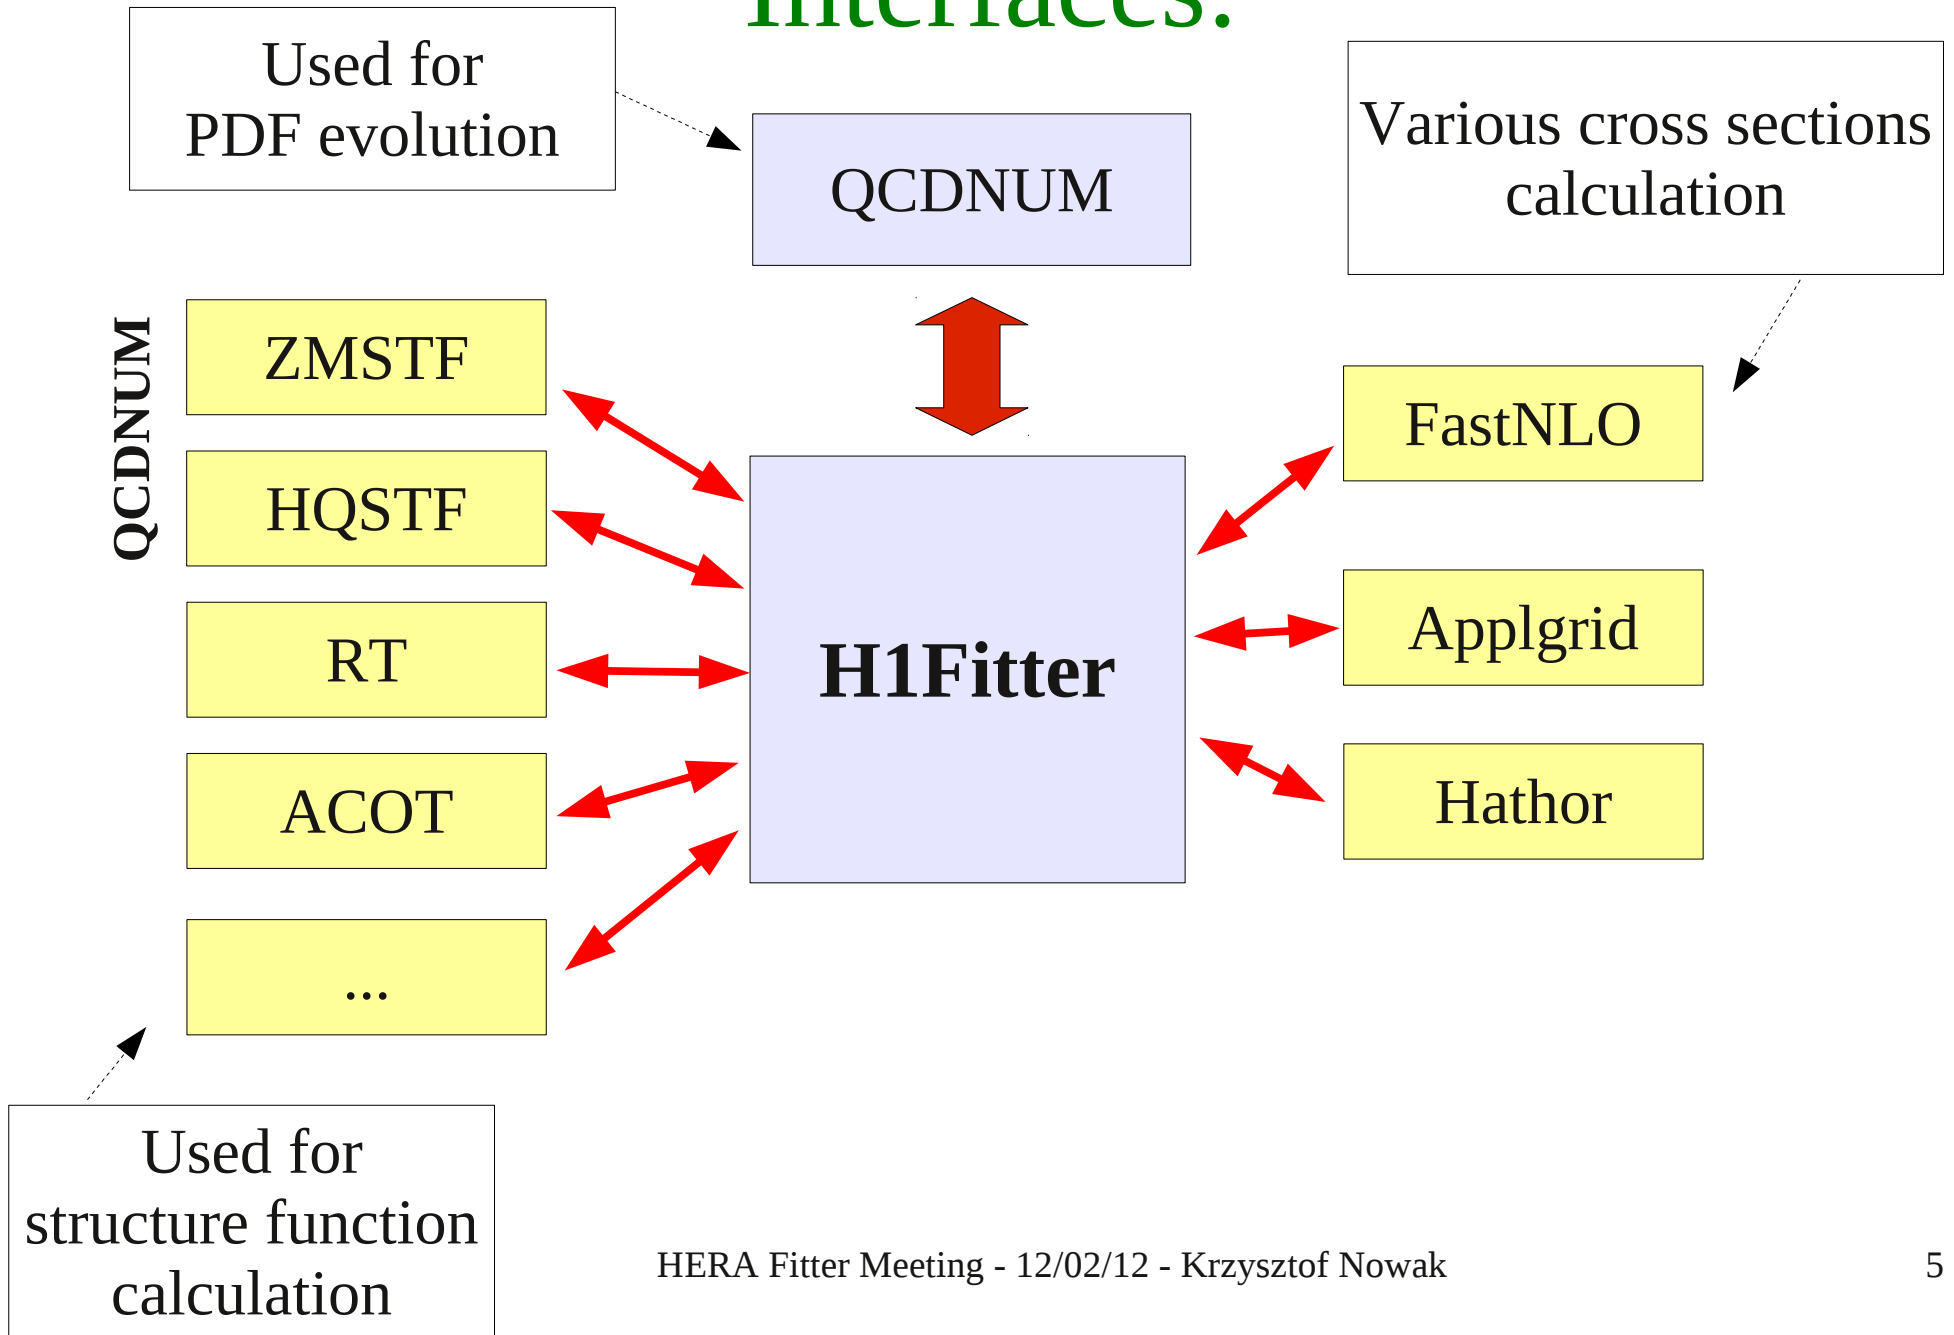 Interfaces:
Used for
PDF evolution
QCDNUM
Various cross sections
calculation
QCDNUM
ZMSTF
HQSTF
RT
ACOT
...
H1Fitter
FastNLO
Applgrid
Hathor
Used for
structure function
calculation
HERA Fitter Meeting - 12/02/12 - Krzysztof Nowak
5